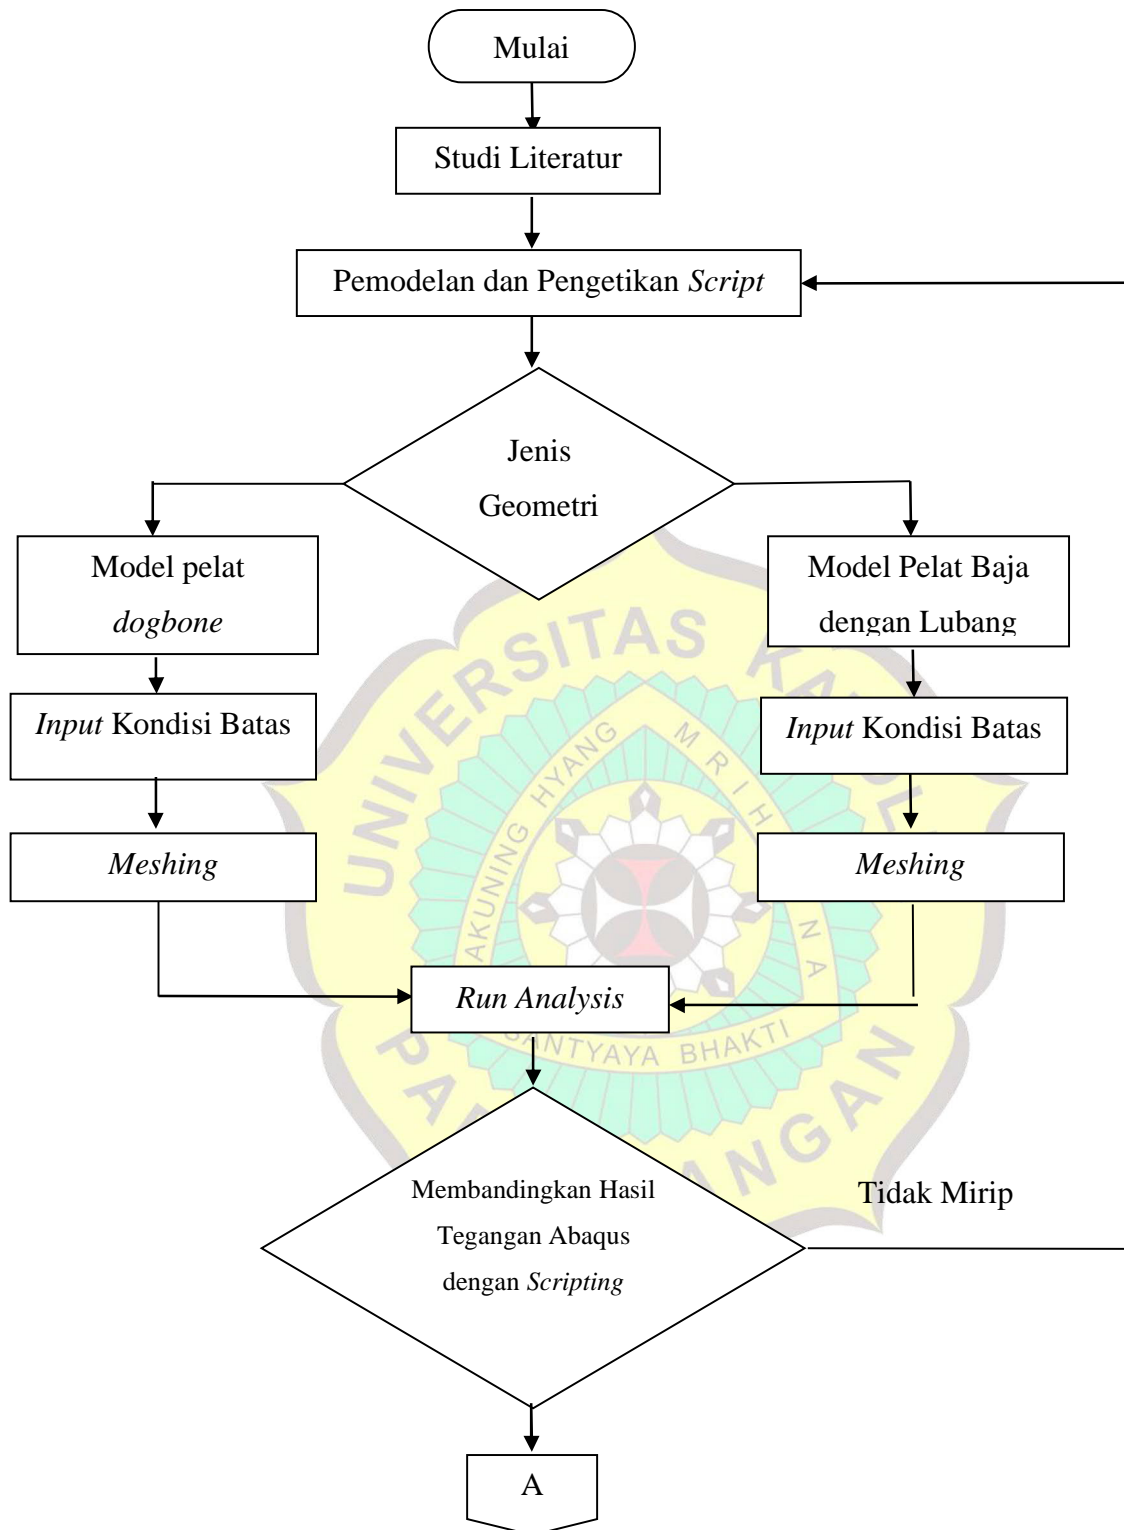 Mulai
Studi Literatur
Pemodelan dan Pengetikan Script
Jenis
Geometri
Model pelat
dogbone
Model Pelat Baja
dengan Lubang
Input Kondisi Batas
Input Kondisi Batas
Meshing
Meshing
Run Analysis
Membandingkan Hasil
Tegangan Abaqus
dengan Scripting
Tidak Mirip
A
UNIVERSITAS
AKUNING HYANG
SANTYAYA BHAKTI